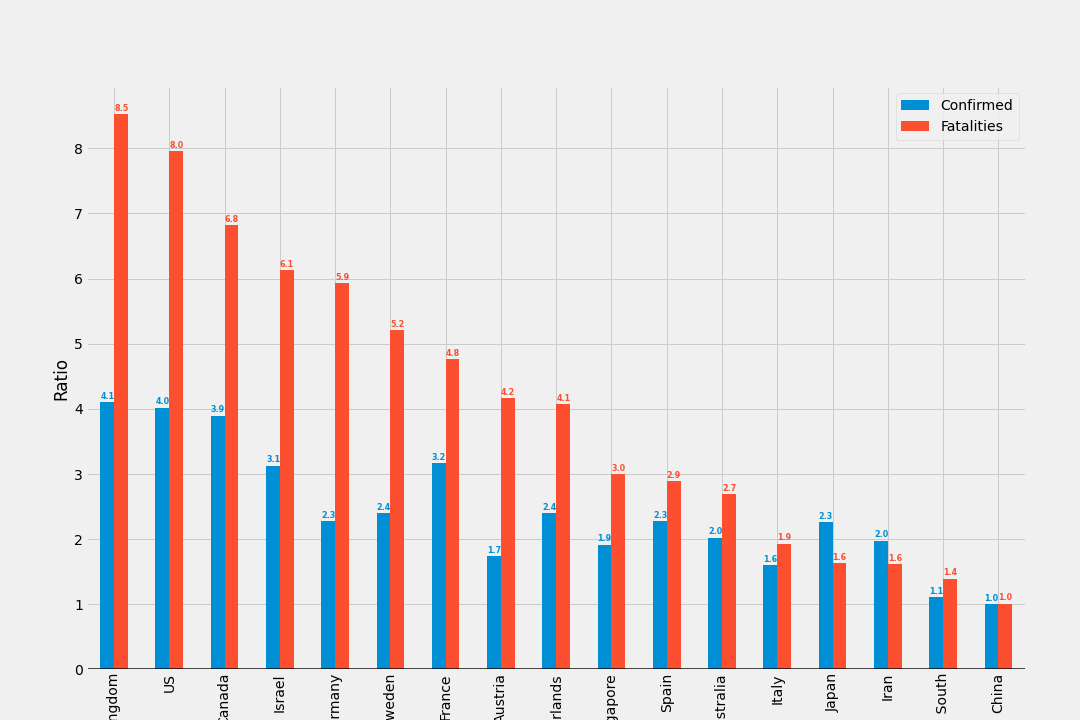 Confirmed
Fatalities
8.5
8.0
6.8
6.1
5.9
5.2
4.8
4.2
4.1
3.0
2.9
2.7
1.9
1.6
1.6
1.4
1.0
4.1
4.0
3.9
3.1
2.3
2.4
3.2
1.7
2.4
1.9
2.3
2.0
1.6
2.3
2.0
1.1
1.0
8
7
6
5
4
3
2
1
0
Ratio
ngdom
US
Canada
Israel
rmany
weden
France
Austria
rlands
gapore
Spain
stralia
Italy
Japan
Iran
South
China